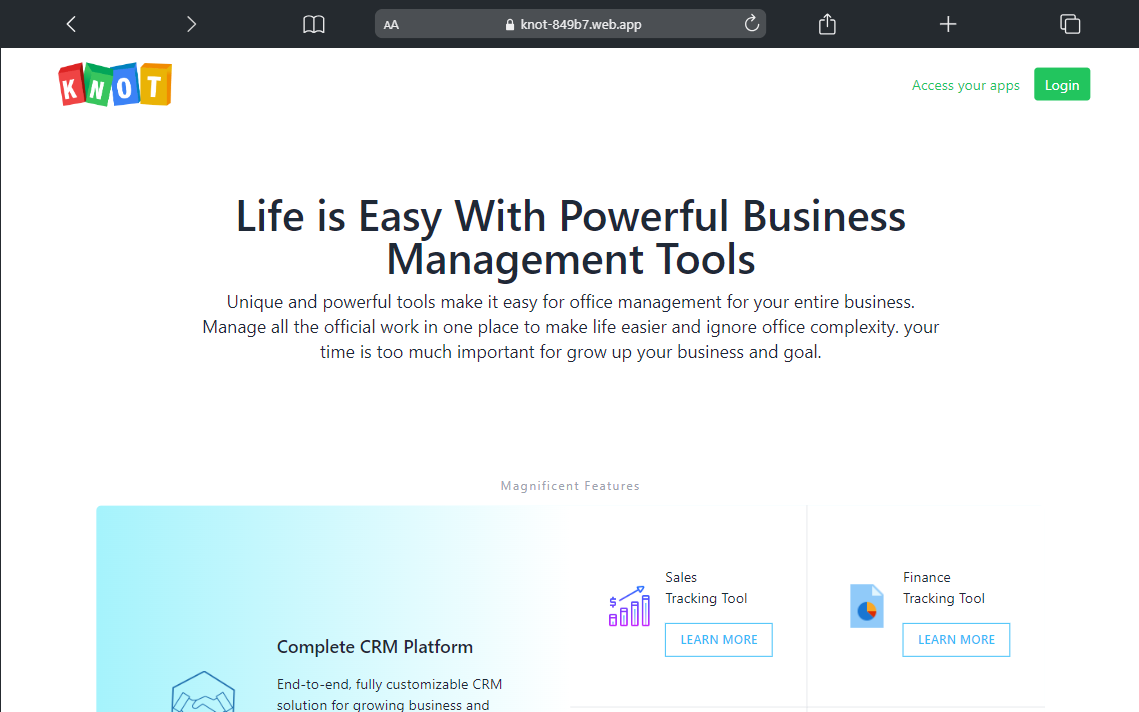 AA
knot-849b7.web.app
KNOT
Access your apps
Login
Life is Easy With Powerful Business
Management Tools
Unique and powerful tools make it easy for office management for your entire business.
Manage all the official work in one place to make life easier and ignore office complexity. your
time is too much important for grow up your business and goal.
Magnificent Features
Complete CRM Platform
End-to-end, fully customizable CRM
solution for growing business and
Sales
Tracking Tool
LEARN MORE
Finance
Tracking Tool
LEARN MORE